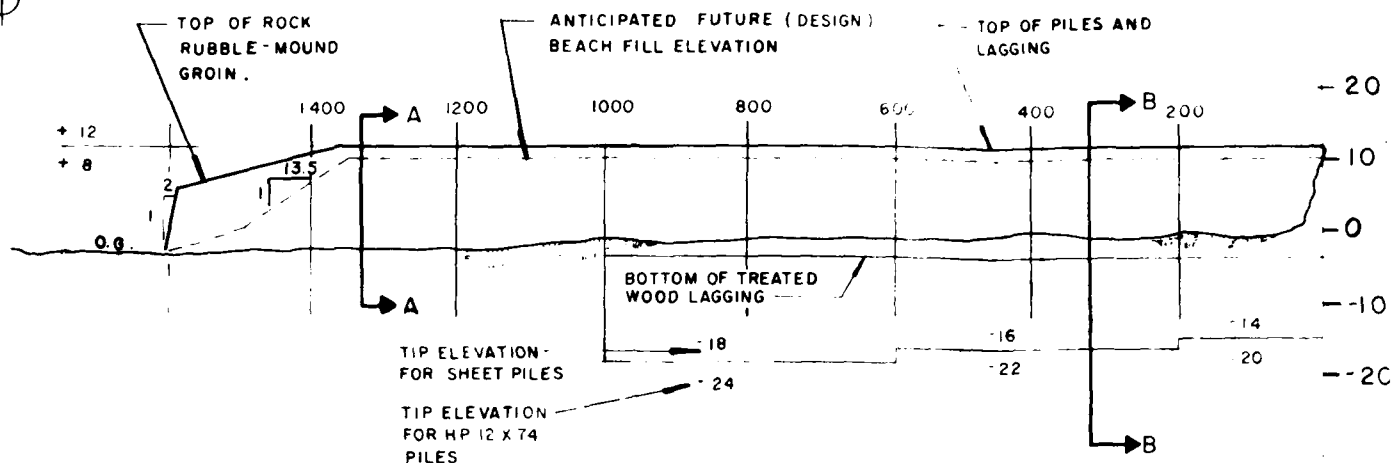 TOP OF ROCK
RUBBLE-MOUND
GROIN.
ANTICIPATED FUTURE (DESIGN)
BEACH FILL ELEVATION
TOP OF PILES AND
LAGGING
20
1400
A
1200
1000
800
600
400
B
200
+ 12
+ 8
10
2
1
13.5
1
O.G.
0
BOTTOM OF TREATED
WOOD LAGGING
A
-10
TIP ELEVATION-
FOR SHEET PILES
-18
-16
-14
-24
-22
-20
-20
TIP ELEVATION
FOR HP 12 X 74
PILES
B